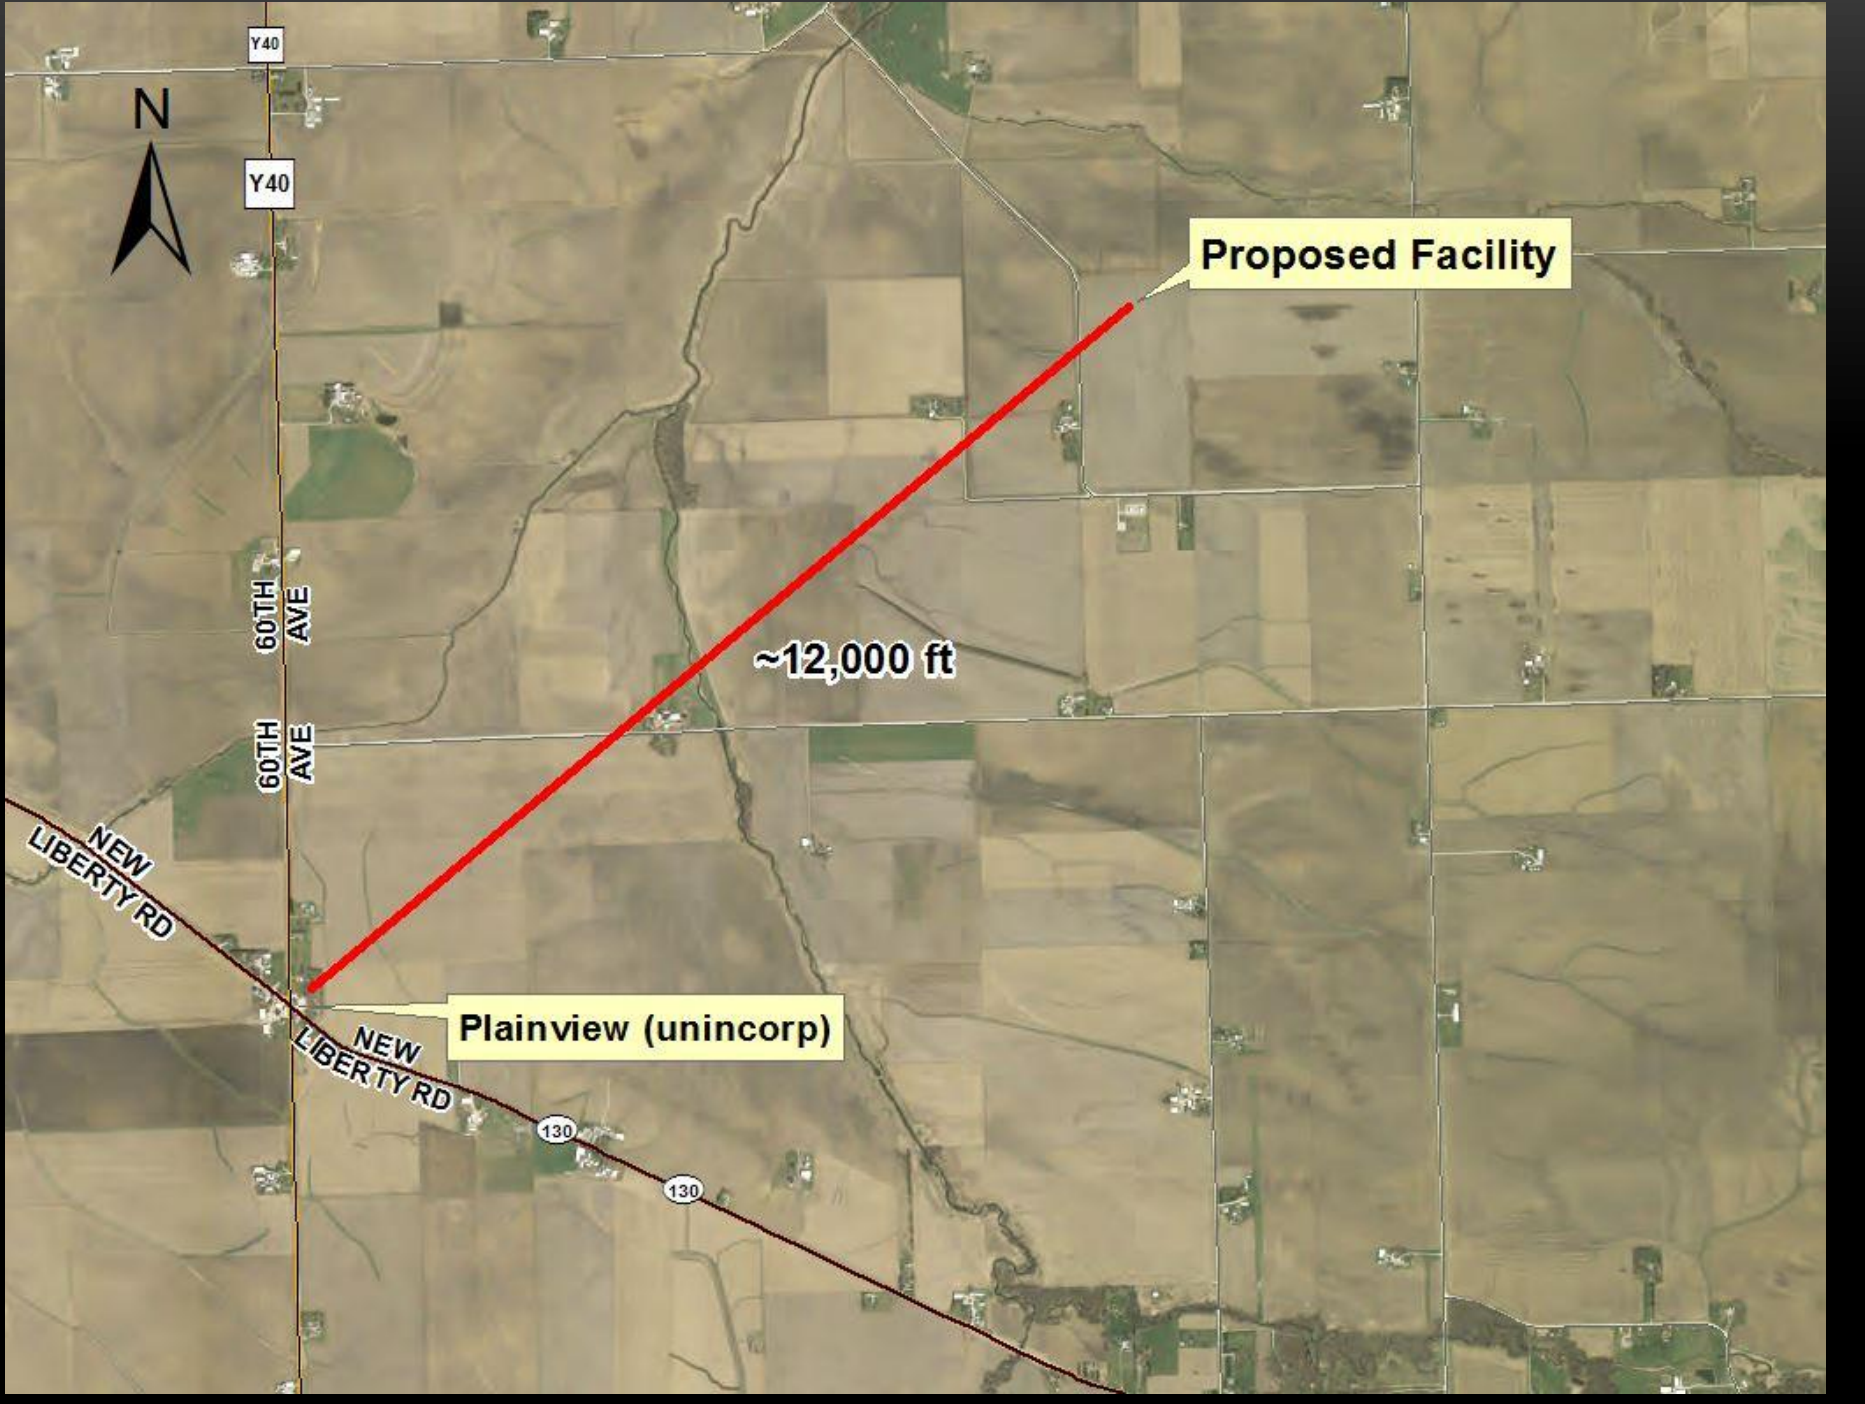 Y40
N
Y40
Proposed Facility
60TH
AVE
~12,000 ft
60TH
AVE
NEW
LIBERTY RD
Plainview (unincorp)
NEW
LIBERTY RD
130
130